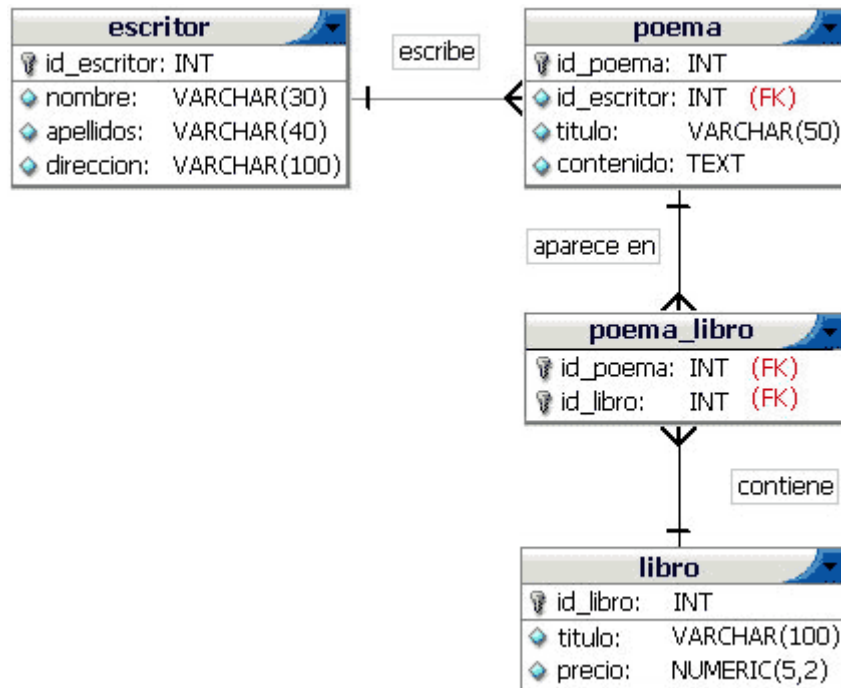 escritor
id_escritor: INT
nombre: VARCHAR(30)
apellidos: VARCHAR(40)
direccion: VARCHAR(100)
escribe
poema
id_poema: INT
id_escritor: INT (FK)
titulo: VARCHAR(50)
contenido: TEXT
aparece en
poema_libro
id_poema: INT (FK)
id_libro: INT (FK)
contiene
libro
id_libro: INT
titulo: VARCHAR(100)
precio: NUMERIC(5,2)